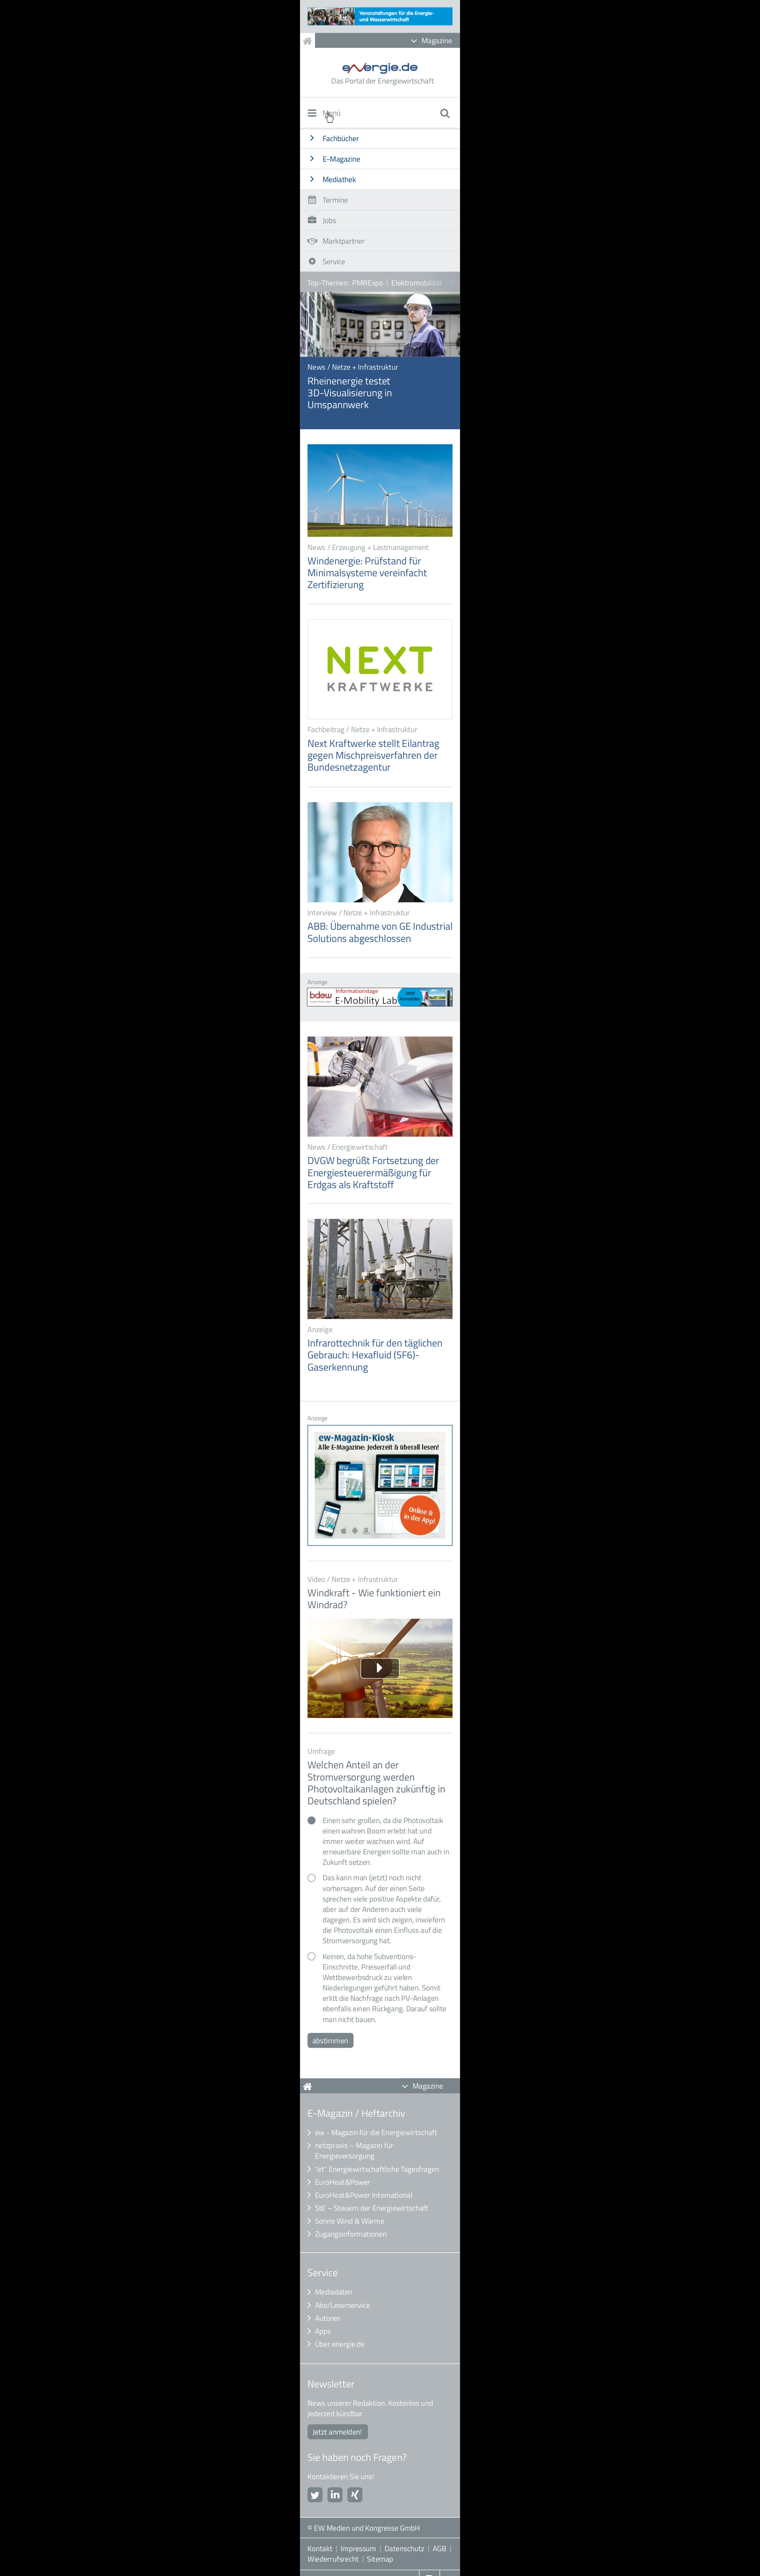 Veranstaltungen für die Energie-
und Wasserwirtschaft
Magazine
energie.de
Das Portal der Energiewirtschaft
Menü
Fachbücher
E-Magazine
Mediathek
Termine
Jobs
Marktpartner
Service
Top-Themen: PMRExpo | Elektromobilität |
News / Netze + Infrastruktur
Rheinenergie testet
3D-Visualisierung in
Umspannwerk
News / Erzeugung + Lastmanagement
Windenergie: Prüfstand für
Minimalsysteme vereinfacht
Zertifizierung
NEXT
KRAFTWERKE
Fachbeitrag / Netze + Infrastruktur
Next Kraftwerke stellt Eilantrag
gegen Mischpreisverfahren der
Bundesnetzagentur
Interview / Netze + Infrastruktur
ABB: Übernahme von GE Industrial
Solutions abgeschlossen
Anzeige
bdew
Informationstage
E-Mobility Lab
Jetzt
Anmelden
News / Energiewirtschaft
DVGW begrüßt Fortsetzung der
Energiesteuerermäßigung für
Erdgas als Kraftstoff
Anzeige
Infrarottechnik für den täglichen
Gebrauch: Hexafluid (SF6)-
Gaserkennung
Anzeige
ew-Magazin-Kiosk
Alle E-Magazine: Jederzeit & überall lesen!
Online &
in der App!
Video / Netze + Infrastruktur
Windkraft - Wie funktioniert ein
Windrad?
Umfrage
Welchen Anteil an der
Stromversorgung werden
Photovoltaikanlagen zukünftig in
Deutschland spielen?
Einen sehr großen, da die Photovoltaik
einen wahren Boom erlebt hat und
immer weiter wachsen wird. Auf
erneuerbare Energien sollte man auch in
Zukunft setzen.
Das kann man (jetzt) noch nicht
vorhersagen. Auf der einen Seite
sprechen viele positive Aspekte dafür,
aber auf der Anderen auch viele
dagegen. Es wird sich zeigen, inwiefern
die Photovoltaik einen Einfluss auf die
Stromversorgung hat.
Keinen, da hohe Subventions-
Einschnitte, Preisverfall und
Wettbewerbsdruck zu vielen
Niederlegungen geführt haben. Somit
erlitt die Nachfrage nach PV-Anlagen
ebenfalls einen Rückgang. Darauf sollte
man nicht bauen.
abstimmen
Magazine
E-Magazin / Heftarchiv
ew - Magazin für die Energiewirtschaft
netzpraxis – Magazin für
Energieversorgung
"et" Energiewirtschaftliche Tagesfragen
EuroHeat&Power
EuroHeat&Power International
StE – Steuern der Energiewirtschaft
Sonne Wind & Wärme
Zugangsinformationen
Service
Mediadaten
Abo/Leserservice
Autoren
Apps
Über energie.de
Newsletter
News unserer Redaktion. Kostenlos und
jederzeit kündbar.
Jetzt anmelden!
Sie haben noch Fragen?
Kontaktieren Sie uns!
© EW Medien und Kongresse GmbH
Kontakt | Impressum | Datenschutz | AGB |
Wiederrufsrecht | Sitemap